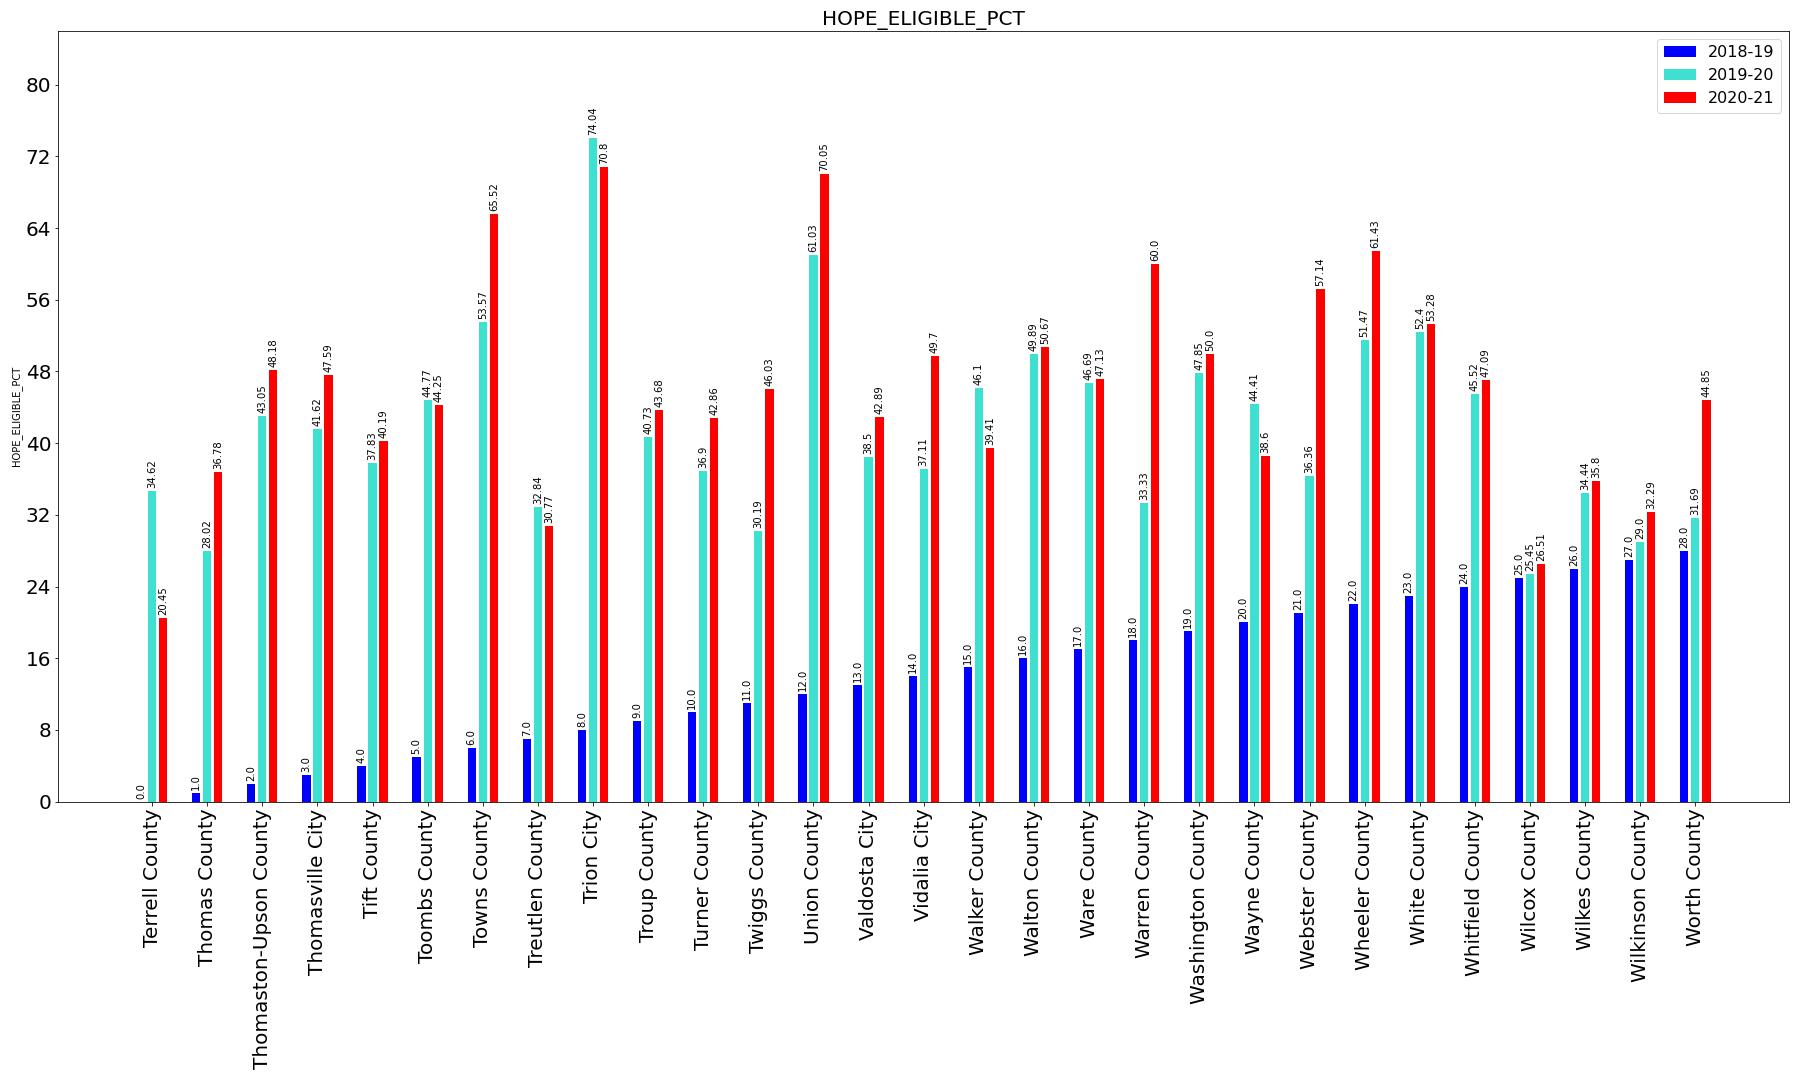 HOPE_ELIGIBLE_PCT
2018-19
2019-20
2020-21
HOPE_ELIGIBLE_PCT
80
72
64
56
48
40
32
24
16
8
0
0.0 34.62 20.45
1.0 28.02 36.78
2.0 43.05 48.18
3.0 41.62 47.59
4.0 37.83 40.19
5.0 44.77 44.25
6.0 53.57 65.52
7.0 32.84 30.77
8.0 74.04 70.8
9.0 40.73 43.68
10.0 36.9 42.86
11.0 30.19 46.03
12.0 61.03 70.05
13.0 38.5 42.89
14.0 37.11 49.7
15.0 46.1 39.41
16.0 49.89 50.67
17.0 46.69 47.13
18.0 33.33 60.0
19.0 47.85 50.0
20.0 44.41 38.6
21.0 36.36 57.14
22.0 51.47 61.43
23.0 52.4 53.28
24.0 45.52 47.09
25.0 25.45 26.51
26.0 34.44 35.8
27.0 29.0 32.29
28.0 31.69 44.85
Terrell County
Thomas County
Thomaston-Upson County
Thomasville City
Tift County
Toombs County
Towns County
Treutlen County
Trion City
Troup County
Turner County
Twiggs County
Union County
Valdosta City
Vidalia City
Walker County
Walton County
Ware County
Warren County
Washington County
Wayne County
Webster County
Wheeler County
White County
Whitfield County
Wilcox County
Wilkes County
Wilkinson County
Worth County